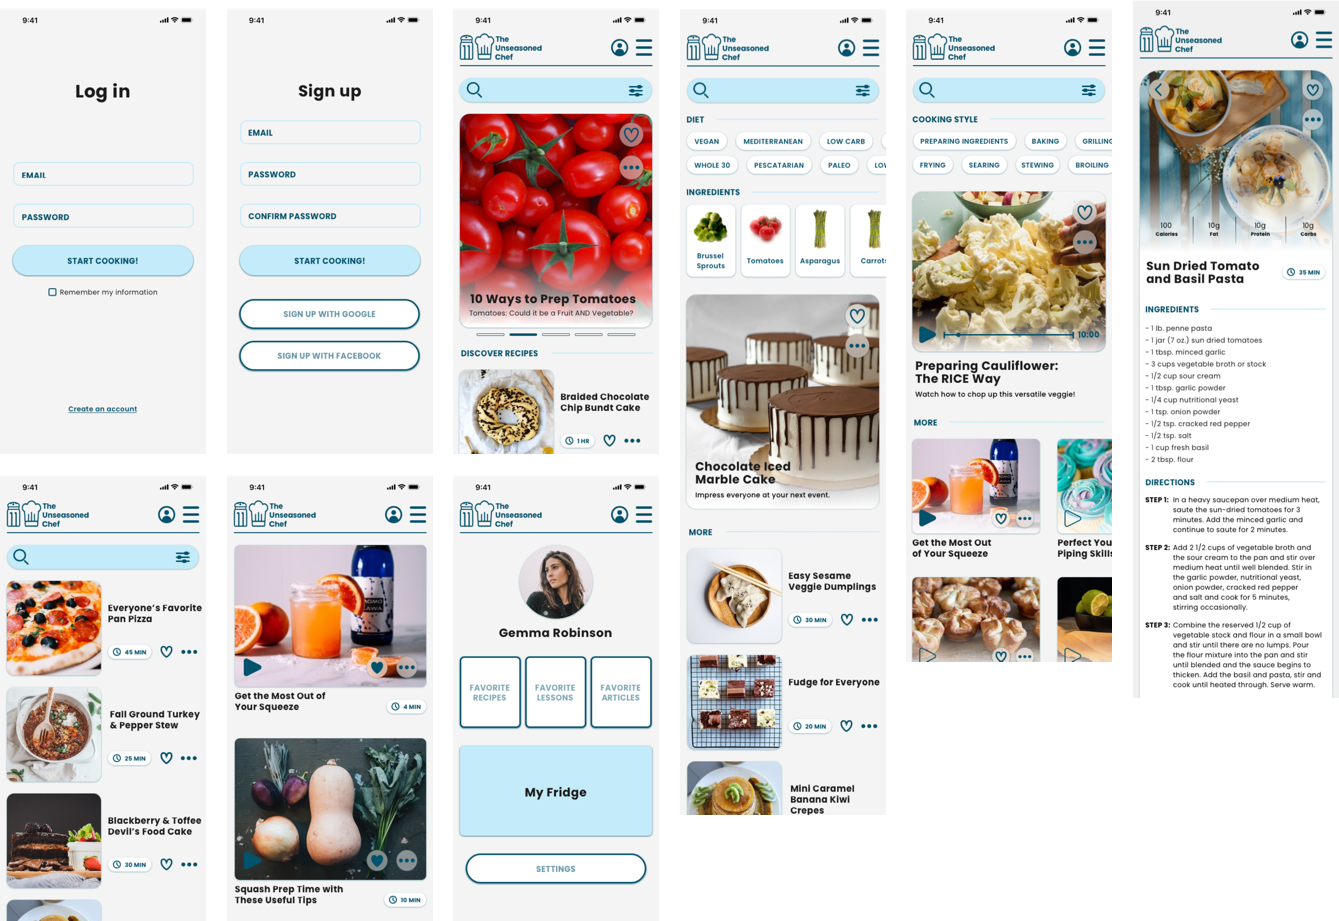 9:41
Log in
EMAIL
PASSWORD
START COOKING!
Remember my information
Create an account
9:41
Sign up
EMAIL
PASSWORD
CONFIRM PASSWORD
START COOKING!
SIGN UP WITH GOOGLE
SIGN UP WITH FACEBOOK
9:41
The
Unseasoned
Chef
10 Ways to Prep Tomatoes
Tomatoes: Could it be a Fruit AND Vegetable?
DISCOVER RECIPES
Braided Chocolate
Chip Bundt Cake
1 HR
9:41
The
Unseasoned
Chef
DIET
VEGAN
MEDITERRANEAN
LOW CARB
WHOLE 30
PESCATARIAN
PALEO
LOW
INGREDIENTS
Brussel
Sprouts
Tomatoes
Asparagus
Carrots
Chocolate Iced
Marble Cake
Impress everyone at your next event.
MORE
Easy Sesame
Veggie Dumplings
30 MIN
Fudge for Everyone
20 MIN
Mini Caramel
Banana Kiwi
Crepes
9:41
The
Unseasoned
Chef
COOKING STYLE
PREPARING INGREDIENTS
BAKING
GRILLING
FRYING
SEARING
STEWING
BROILING
10:00
Preparing Cauliflower:
The RICE Way
Watch how to chop up this versatile veggie!
MORE
Get the Most Out
of Your Squeeze
Perfect You
Piping Skills
9:41
The
Unseasoned
Chef
100
Calories
10g
Fat
10g
Protein
10g
Carbs
Sun Dried Tomato
and Basil Pasta
35 MIN
INGREDIENTS
- 1 lb. penne pasta
- 1 jar (7 oz.) sun dried tomatoes
- 1 tbsp. minced garlic
- 3 cups vegetable broth or stock
- 1/2 cup sour cream
- 1 tbsp. garlic powder
- 1/4 cup nutritional yeast
- 1 tsp. onion powder
- 1/2 tsp. cracked red pepper
- 1/2 tsp. salt
- 1 cup fresh basil
- 2 tbsp. flour
DIRECTIONS
STEP 1: In a heavy saucepan over medium heat,
saute the sun-dried tomatoes for 3
minutes. Add the minced garlic and
continue to saute for 2 minutes.
STEP 2: Add 2 1/2 cups of vegetable broth and
the sour cream to the pan and stir over
medium heat until well blended. Stir in
the garlic powder, nutritional yeast,
onion powder, cracked red pepper
and salt and cook for 5 minutes,
stirring occasionally.
STEP 3: Combine the reserved 1/2 cup of
vegetable stock and flour in a small bowl
and stir until there are no lumps. Pour
the flour mixture into the pan and stir
until blended and the sauce begins to
thicken. Add the basil and pasta, stir and
cook until heated through. Serve warm.
9:41
The
Unseasoned
Chef
Everyone's Favorite
Pan Pizza
45 MIN
Fall Ground Turkey
& Pepper Stew
25 MIN
Blackberry & Toffee
Devil's Food Cake
30 MIN
9:41
The
Unseasoned
Chef
Get the Most Out of
Your Squeeze
4 MIN
Squash Prep Time with
These Useful Tips
10 MIN
9:41
The
Unseasoned
Chef
Gemma Robinson
FAVORITE
RECIPES
FAVORITE
LESSONS
FAVORITE
ARTICLES
My Fridge
SETTINGS